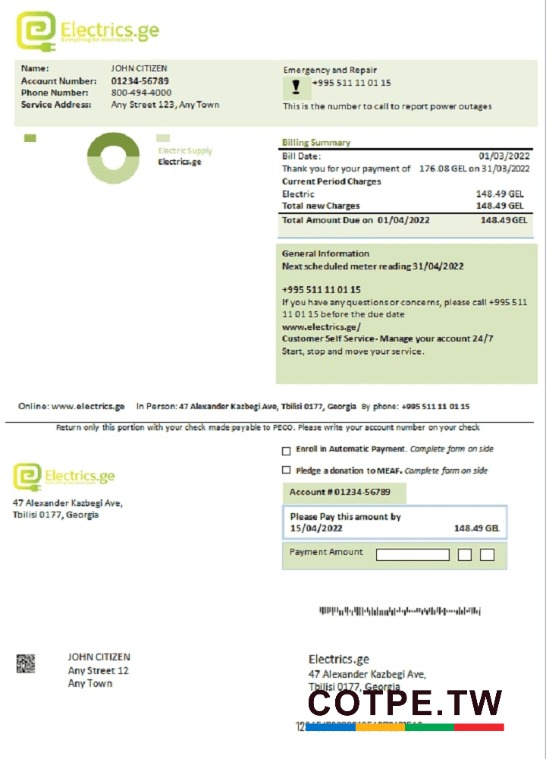 Electrics.ge
Name: JOHN CITIZEN
Account Number: 01234-56789
Phone Number: 800-494-4000
Service Address: Any Street 123, Any Town
Emergency and Repair
+995 511 11 01 15
This is the number to call to report power outages
Electric Supply
Electrics.ge
Billing Summary
Bill Date: 01/03/2022
Thank you for your payment of 176.08 GEL on 31/03/2022
Current Period Charges
Electric 148.49 GEL
Total new Charges 148.49 GEL
Total Amount Due on 01/04/2022 148.49 GEL
General Information
Next scheduled meter reading 31/04/2022
+995 511 11 01 15
If you have any questions or concerns, please call +995 511
11 01 15 before the due date
www.electrics.ge/
Customer Self Service- Manage your account 24/7
Start, stop and move your service.
Online: www.electrics.ge In Person: 47 Alexander Kazbegi Ave, Tbilisi 0177, Georgia By phone: +995 511 11 01 15
Return only this portion with your check made payable to PECO. Please write your account number on your check
Enroll in Automatic Payment. Complete form on side
Pledge a donation to MEAF. Complete form on side
Electrics.ge
47 Alexander Kazbegi Ave,
Tbilisi 0177, Georgia
Account # 01234-56789
Please Pay this amount by
15/04/2022 148.49 GEL
Payment Amount
JOHN CITIZEN
Any Street 12
Any Town
Electrics.ge
47 Alexander Kazbegi Ave,
Tbilisi 0177, Georgia
COTPE.TW